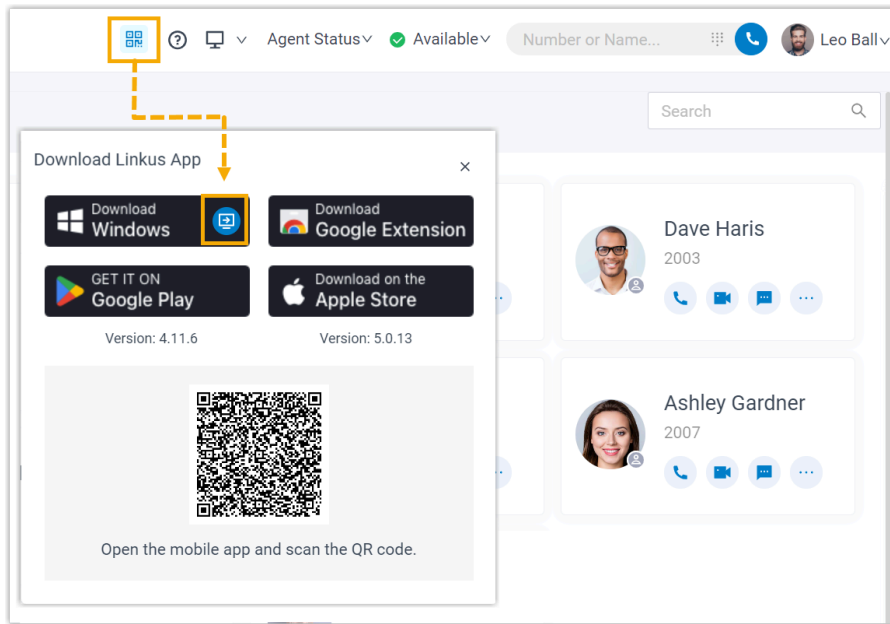 Agent Status
Available
Number or Name...
Leo Ball
Search
Download Linkus App
Download
Windows
Download
Google Extension
GET IT ON
Google Play
Download on the
Apple Store
Version: 4.11.6
Version: 5.0.13
Open the mobile app and scan the QR code.
Dave Haris
2003
Ashley Gardner
2007